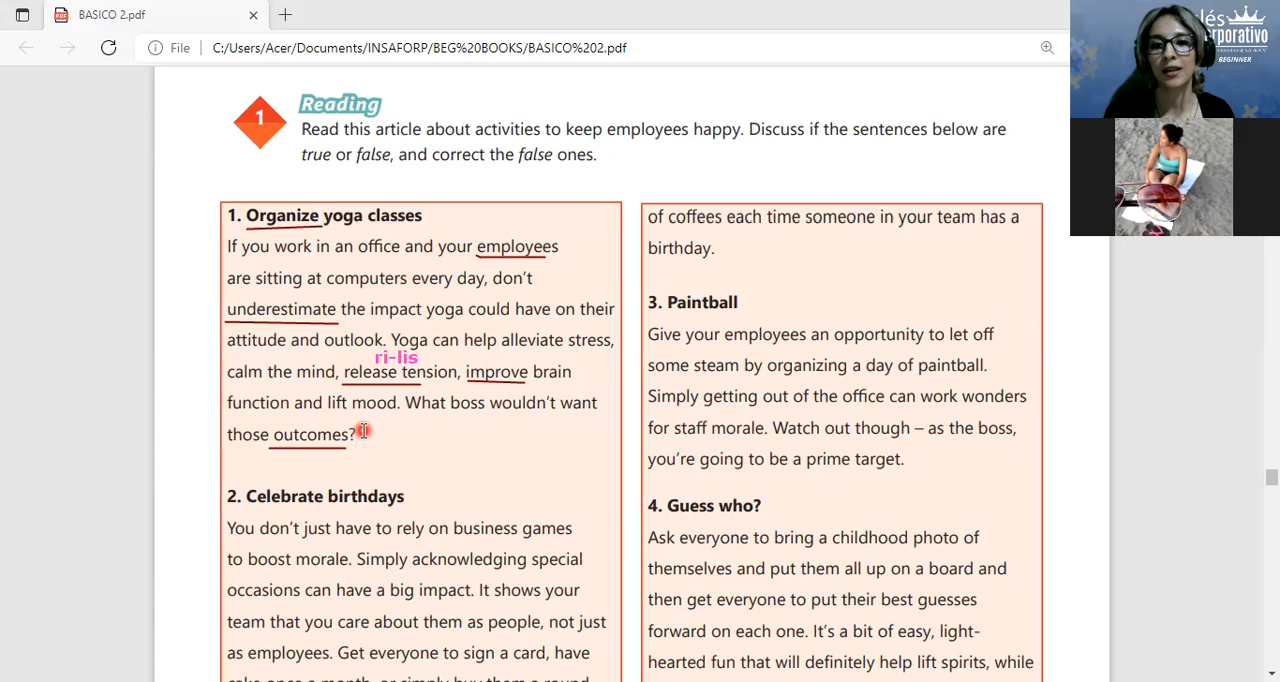 BASICO 2.pdf
File
C:/Users/Acer/Documents/INSAFORP/BEG%20BOOKS/BASICO%202.pdf
lés
rporativo
BEGINNER
1
Reading
Read this article about activities to keep employees happy. Discuss if the sentences below are
true or false, and correct the false ones.
1. Organize yoga classes
If you work in an office and your employees
are sitting at computers every day, don't
underestimate the impact yoga could have on their
attitude and outlook. Yoga can help alleviate stress,
ri-lis
calm the mind, release tension, improve brain
function and lift mood. What boss wouldn't want
those outcomes?
2. Celebrate birthdays
You don't just have to rely on business games
to boost morale. Simply acknowledging special
occasions can have a big impact. It shows your
team that you care about them as people, not just
as employees. Get everyone to sign a card, have
cake once a month, or simply buy them a round
of coffees each time someone in your team has a
birthday.
3. Paintball
Give your employees an opportunity to let off
some steam by organizing a day of paintball.
Simply getting out of the office can work wonders
for staff morale. Watch out though – as the boss,
you're going to be a prime target.
4. Guess who?
Ask everyone to bring a childhood photo of
themselves and put them all up on a board and
then get everyone to put their best guesses
forward on each one. It's a bit of easy, light-
hearted fun that will definitely help lift spirits, while